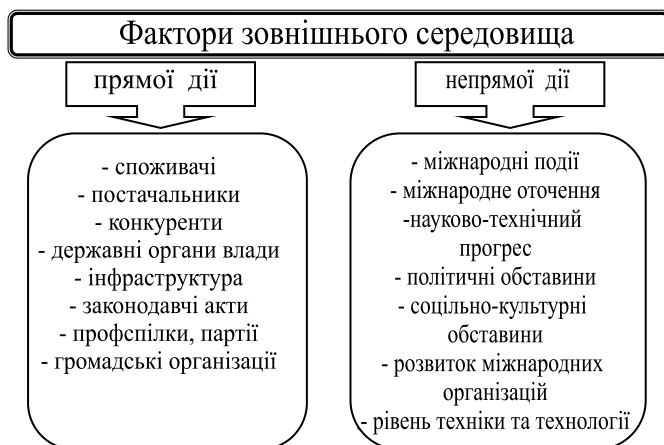 Фактори зовнішнього середовища
прямої дії
- споживачі
- постачальники
- конкуренти
- державні органи влади
- інфраструктура
- законодавчі акти
- профспілки, партії
- громадські організації
непрямої дії
- міжнародні події
- міжнародне оточення
-науково-технічний
прогрес
- політичні обставини
- соцільно-культурні
обставини
- розвиток міжнародних
організацій
- рівень техніки та технології